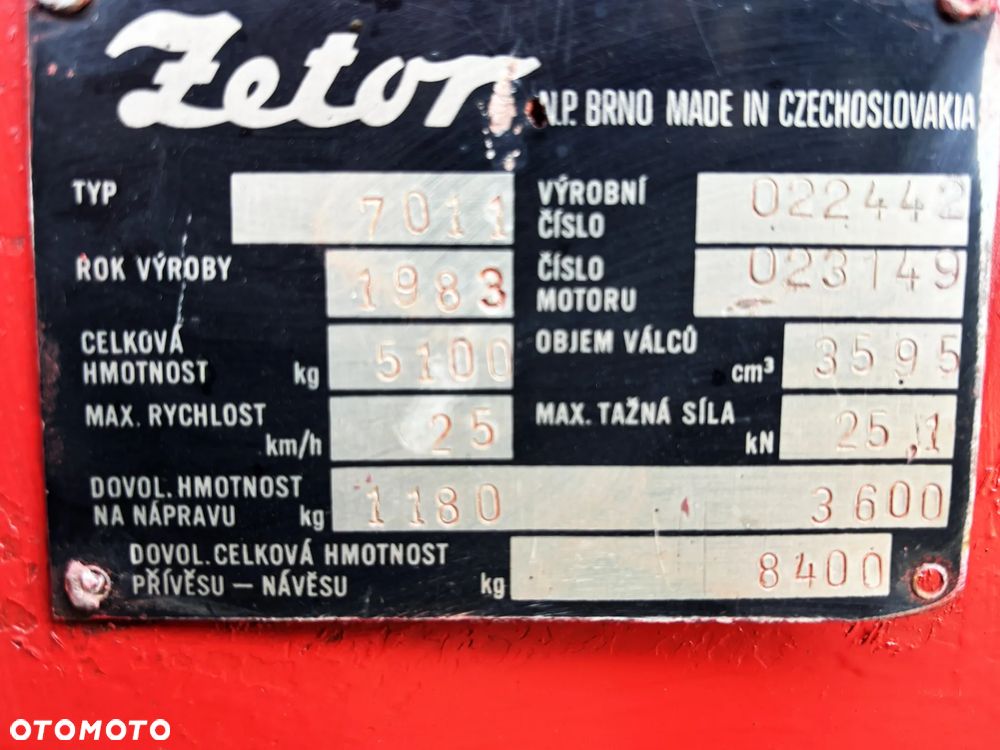 Zetor N.P. BRNO MADE IN CZECHOSLOVAKIA
TYP 7011
VÝROBNÍ ČÍSLO 022442
ROK VÝROBY 1983
ČÍSLO MOTORU 023149
CELKOVÁ HMOTNOST kg 5100
OBJEM VÁLCŮ cm³ 3595
MAX. RYCHLOST km/h 25
MAX. TAŽNÁ SÍLA kN 25,1
DOVOL. HMOTNOST NA NÁPRAVU kg 1180 3600
DOVOL. CELKOVÁ HMOTNOST PŘÍVĚSU – NÁVĚSU kg 8400
OTOMOTO